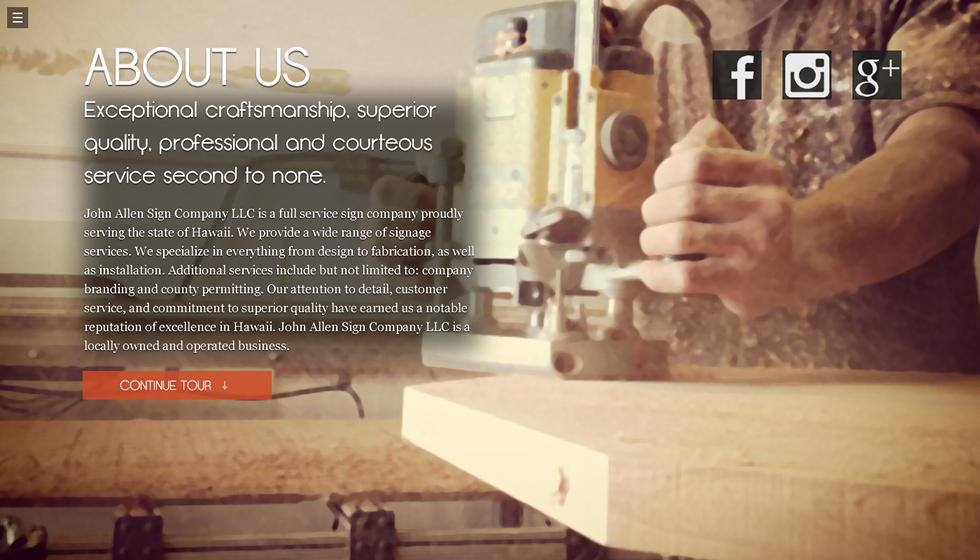 ☰
ABOUT US
Exceptional craftsmanship, superior
quality, professional and courteous
service second to none.
John Allen Sign Company LLC is a full service sign company proudly
serving the state of Hawaii. We provide a wide range of signage
services. We specialize in everything from design to fabrication, as well
as installation. Additional services include but not limited to: company
branding and county permitting. Our attention to detail, customer
service, and commitment to superior quality have earned us a notable
reputation of excellence in Hawaii. John Allen Sign Company LLC is a
locally owned and operated business.
CONTINUE TOUR ↓
f
g+